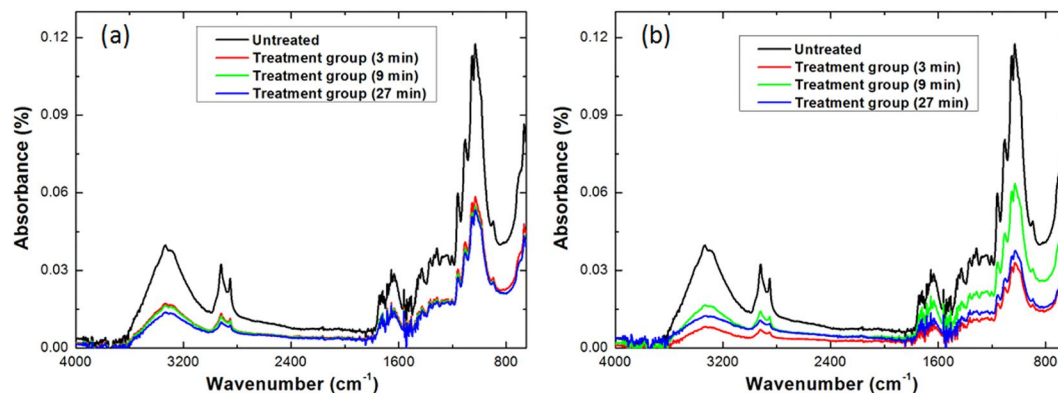 (a)
Untreated
Treatment group (3 min)
Treatment group (9 min)
Treatment group (27 min)
Absorbance (%)
0.12
0.09
0.06
0.03
0.00
4000 3200 2400 1600 800
Wavenumber (cm⁻¹)
(b)
Untreated
Treatment group (3 min)
Treatment group (9 min)
Treatment group (27 min)
Absorbance (%)
0.12
0.09
0.06
0.03
0.00
4000 3200 2400 1600 800
Wavenumber (cm⁻¹)